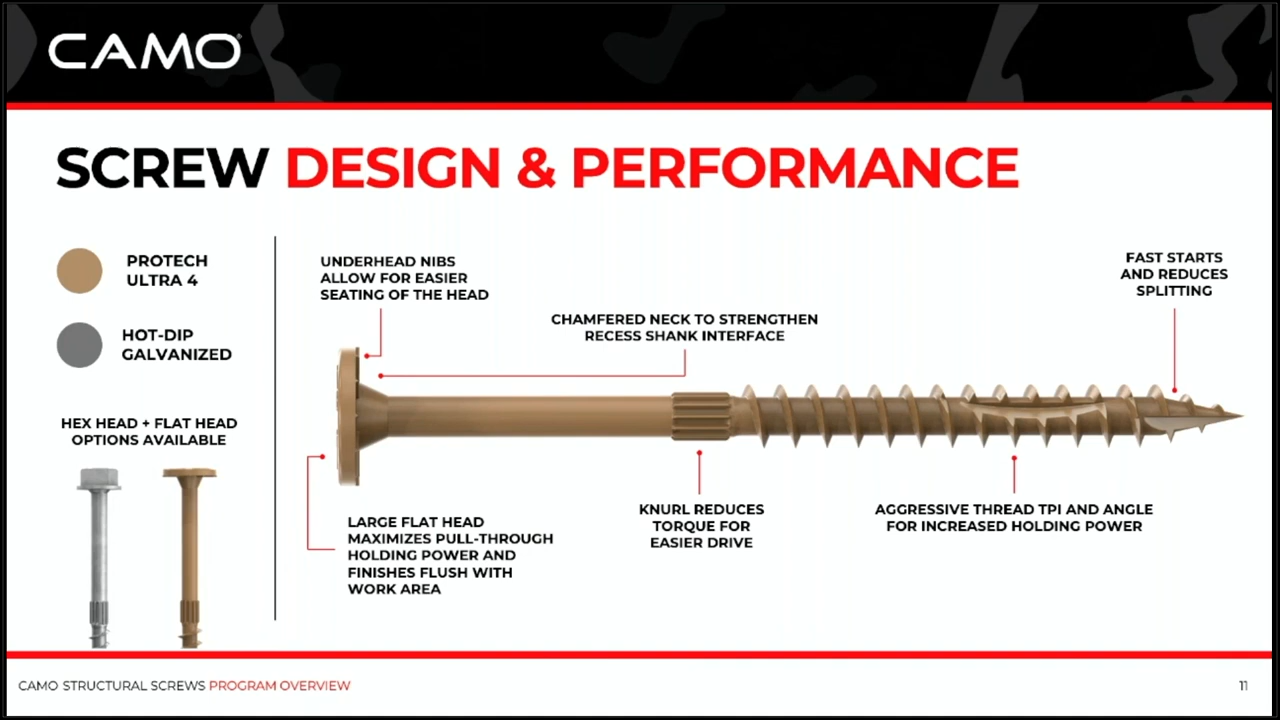 CAMO
SCREW DESIGN & PERFORMANCE
PROTECH
ULTRA 4
HOT-DIP
GALVANIZED
HEX HEAD + FLAT HEAD
OPTIONS AVAILABLE
UNDERHEAD NIBS
ALLOW FOR EASIER
SEATING OF THE HEAD
CHAMFERED NECK TO STRENGTHEN
RECESS SHANK INTERFACE
FAST STARTS
AND REDUCES
SPLITTING
LARGE FLAT HEAD
MAXIMIZES PULL-THROUGH
HOLDING POWER AND
FINISHES FLUSH WITH
WORK AREA
KNURL REDUCES
TORQUE FOR
EASIER DRIVE
AGGRESSIVE THREAD TPI AND ANGLE
FOR INCREASED HOLDING POWER
CAMO STRUCTURAL SCREWS PROGRAM OVERVIEW
11